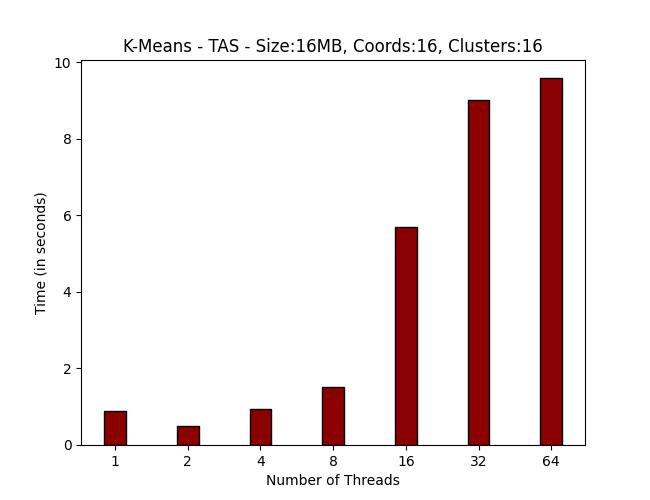 K-Means - TAS - Size:16MB, Coords:16, Clusters:16
10
8
6
4
2
0
Time (in seconds)
1 2 4 8 16 32 64
Number of Threads